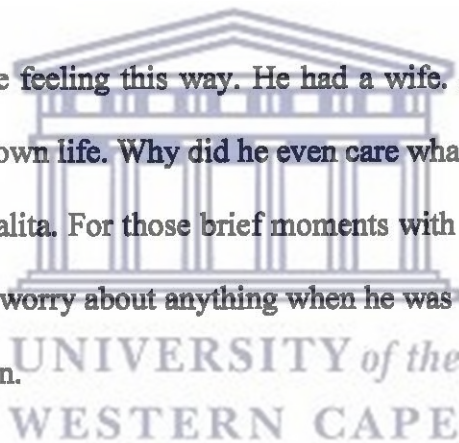 e feeling this way. He had a wife.
own life. Why did he even care wha
alita. For those brief moments with
worry about anything when he was
UNIVERSITY of the
n.
WESTERN CAPE